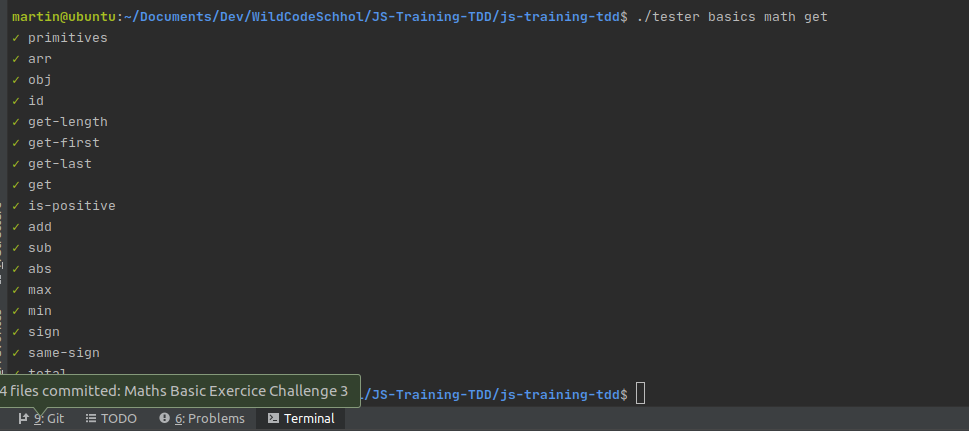 martin@ubuntu:~/Documents/Dev/WildCodeSchhol/JS-Training-TDD/js-training-tdd$ ./tester basics math get
✓ primitives
✓ arr
✓ obj
✓ id
✓ get-length
✓ get-first
✓ get-last
✓ get
✓ is-positive
✓ add
✓ sub
✓ abs
✓ max
✓ min
✓ sign
✓ same-sign
✓ total
4 files committed: Maths Basic Exercice Challenge 3
/JS-Training-TDD/js-training-tdd$
9: Git TODO 6: Problems Terminal